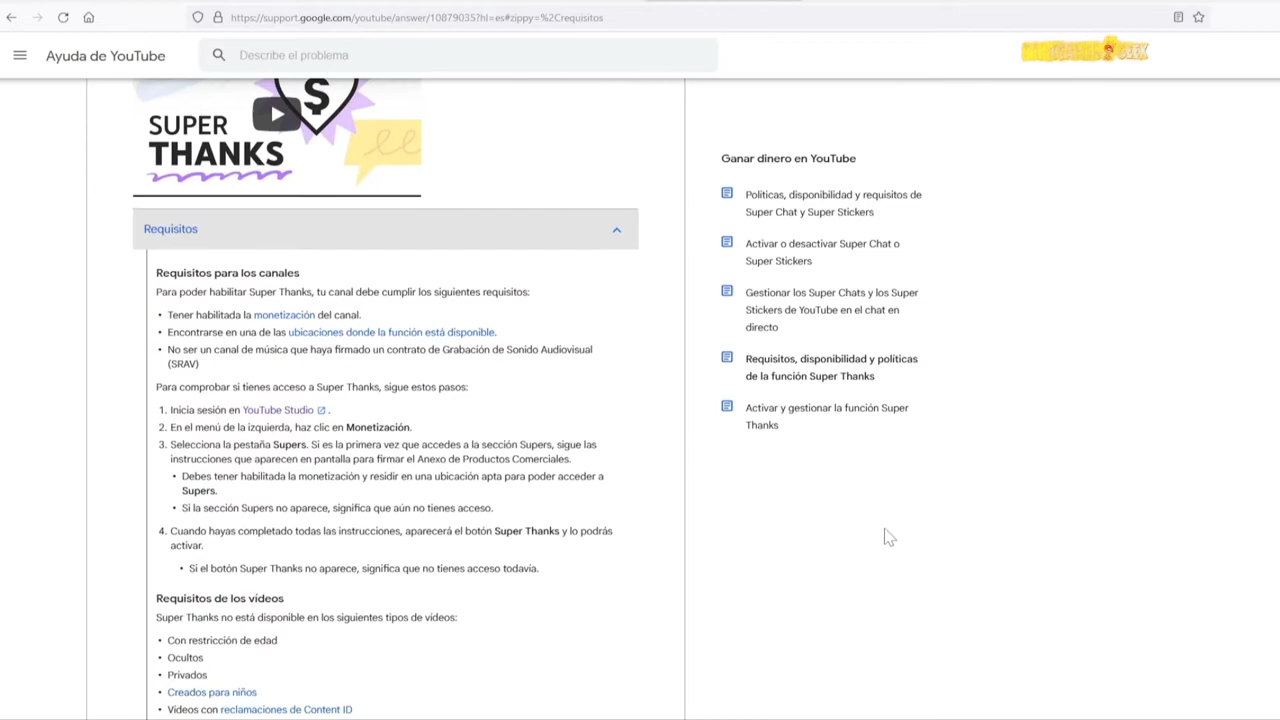 https://support.google.com/youtube/answer/10879035?hl=es#zippy=%2Crequisitos
Ayuda de YouTube
Describe el problema
$
SUPER
THANKS
Requisitos
Requisitos para los canales
Para poder habilitar Super Thanks, tu canal debe cumplir los siguientes requisitos:
• Tener habilitada la monetización del canal.
• Encontrarse en una de las ubicaciones donde la función está disponible.
• No ser un canal de música que haya firmado un contrato de Grabación de Sonido Audiovisual
(SRAV)
Para comprobar si tienes acceso a Super Thanks, sigue estos pasos:
1. Inicia sesión en YouTube Studio .
2. En el menú de la izquierda, haz clic en Monetización.
3. Selecciona la pestaña Supers. Si es la primera vez que accedes a la sección Supers, sigue las
instrucciones que aparecen en pantalla para firmar el Anexo de Productos Comerciales.
• Debes tener habilitada la monetización y residir en una ubicación apta para poder acceder a
Supers.
• Si la sección Supers no aparece, significa que aún no tienes acceso.
4. Cuando hayas completado todas las instrucciones, aparecerá el botón Super Thanks y lo podrás
activar.
• Si el botón Super Thanks no aparece, significa que no tienes acceso todavía.
Requisitos de los vídeos
Super Thanks no está disponible en los siguientes tipos de vídeos:
• Con restricción de edad
• Ocultos
• Privados
• Creados para niños
• Vídeos con reclamaciones de Content ID
Ganar dinero en YouTube
Políticas, disponibilidad y requisitos de
Super Chat y Super Stickers
Activar o desactivar Super Chat o
Super Stickers
Gestionar los Super Chats y los Super
Stickers de YouTube en el chat en
directo
Requisitos, disponibilidad y políticas
de la función Super Thanks
Activar y gestionar la función Super
Thanks